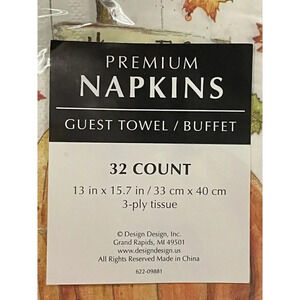 PREMIUM
NAPKINS
GUEST TOWEL / BUFFET
32 COUNT
13 in x 15.7 in / 33 cm x 40 cm
3-ply tissue
© Design Design, Inc.
Grand Rapids, MI 49501
www.designdesign.us
All Rights Reserved Made in China
622-09881